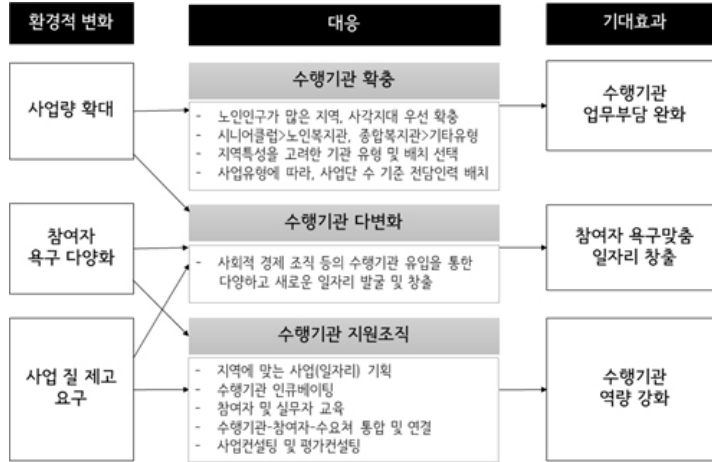 환경적 변화
대응
기대효과
사업량 확대
수행기관 확충
- 노인인구가 많은 지역, 사각지대 우선 확충
- 시니어클럽>노인복지관, 종합복지관>기타유형
- 지역특성을 고려한 기관 유형 및 배치 선택
- 사업유형에 따라, 사업단 수 기준 전담인력 배치
수행기관
업무부담 완화
참여자
욕구 다양화
수행기관 다변화
- 사회적 경제 조직 등의 수행기관 유입을 통한
다양하고 새로운 일자리 발굴 및 창출
참여자 욕구맞춤
일자리 창출
사업 질 제고
요구
수행기관 지원조직
- 지역에 맞는 사업(일자리) 기획
- 수행기관 인큐베이팅
- 참여자 및 실무자 교육
- 수행기관-참여자-수요처 통합 및 연결
- 사업컨설팅 및 평가컨설팅
수행기관
역량 강화